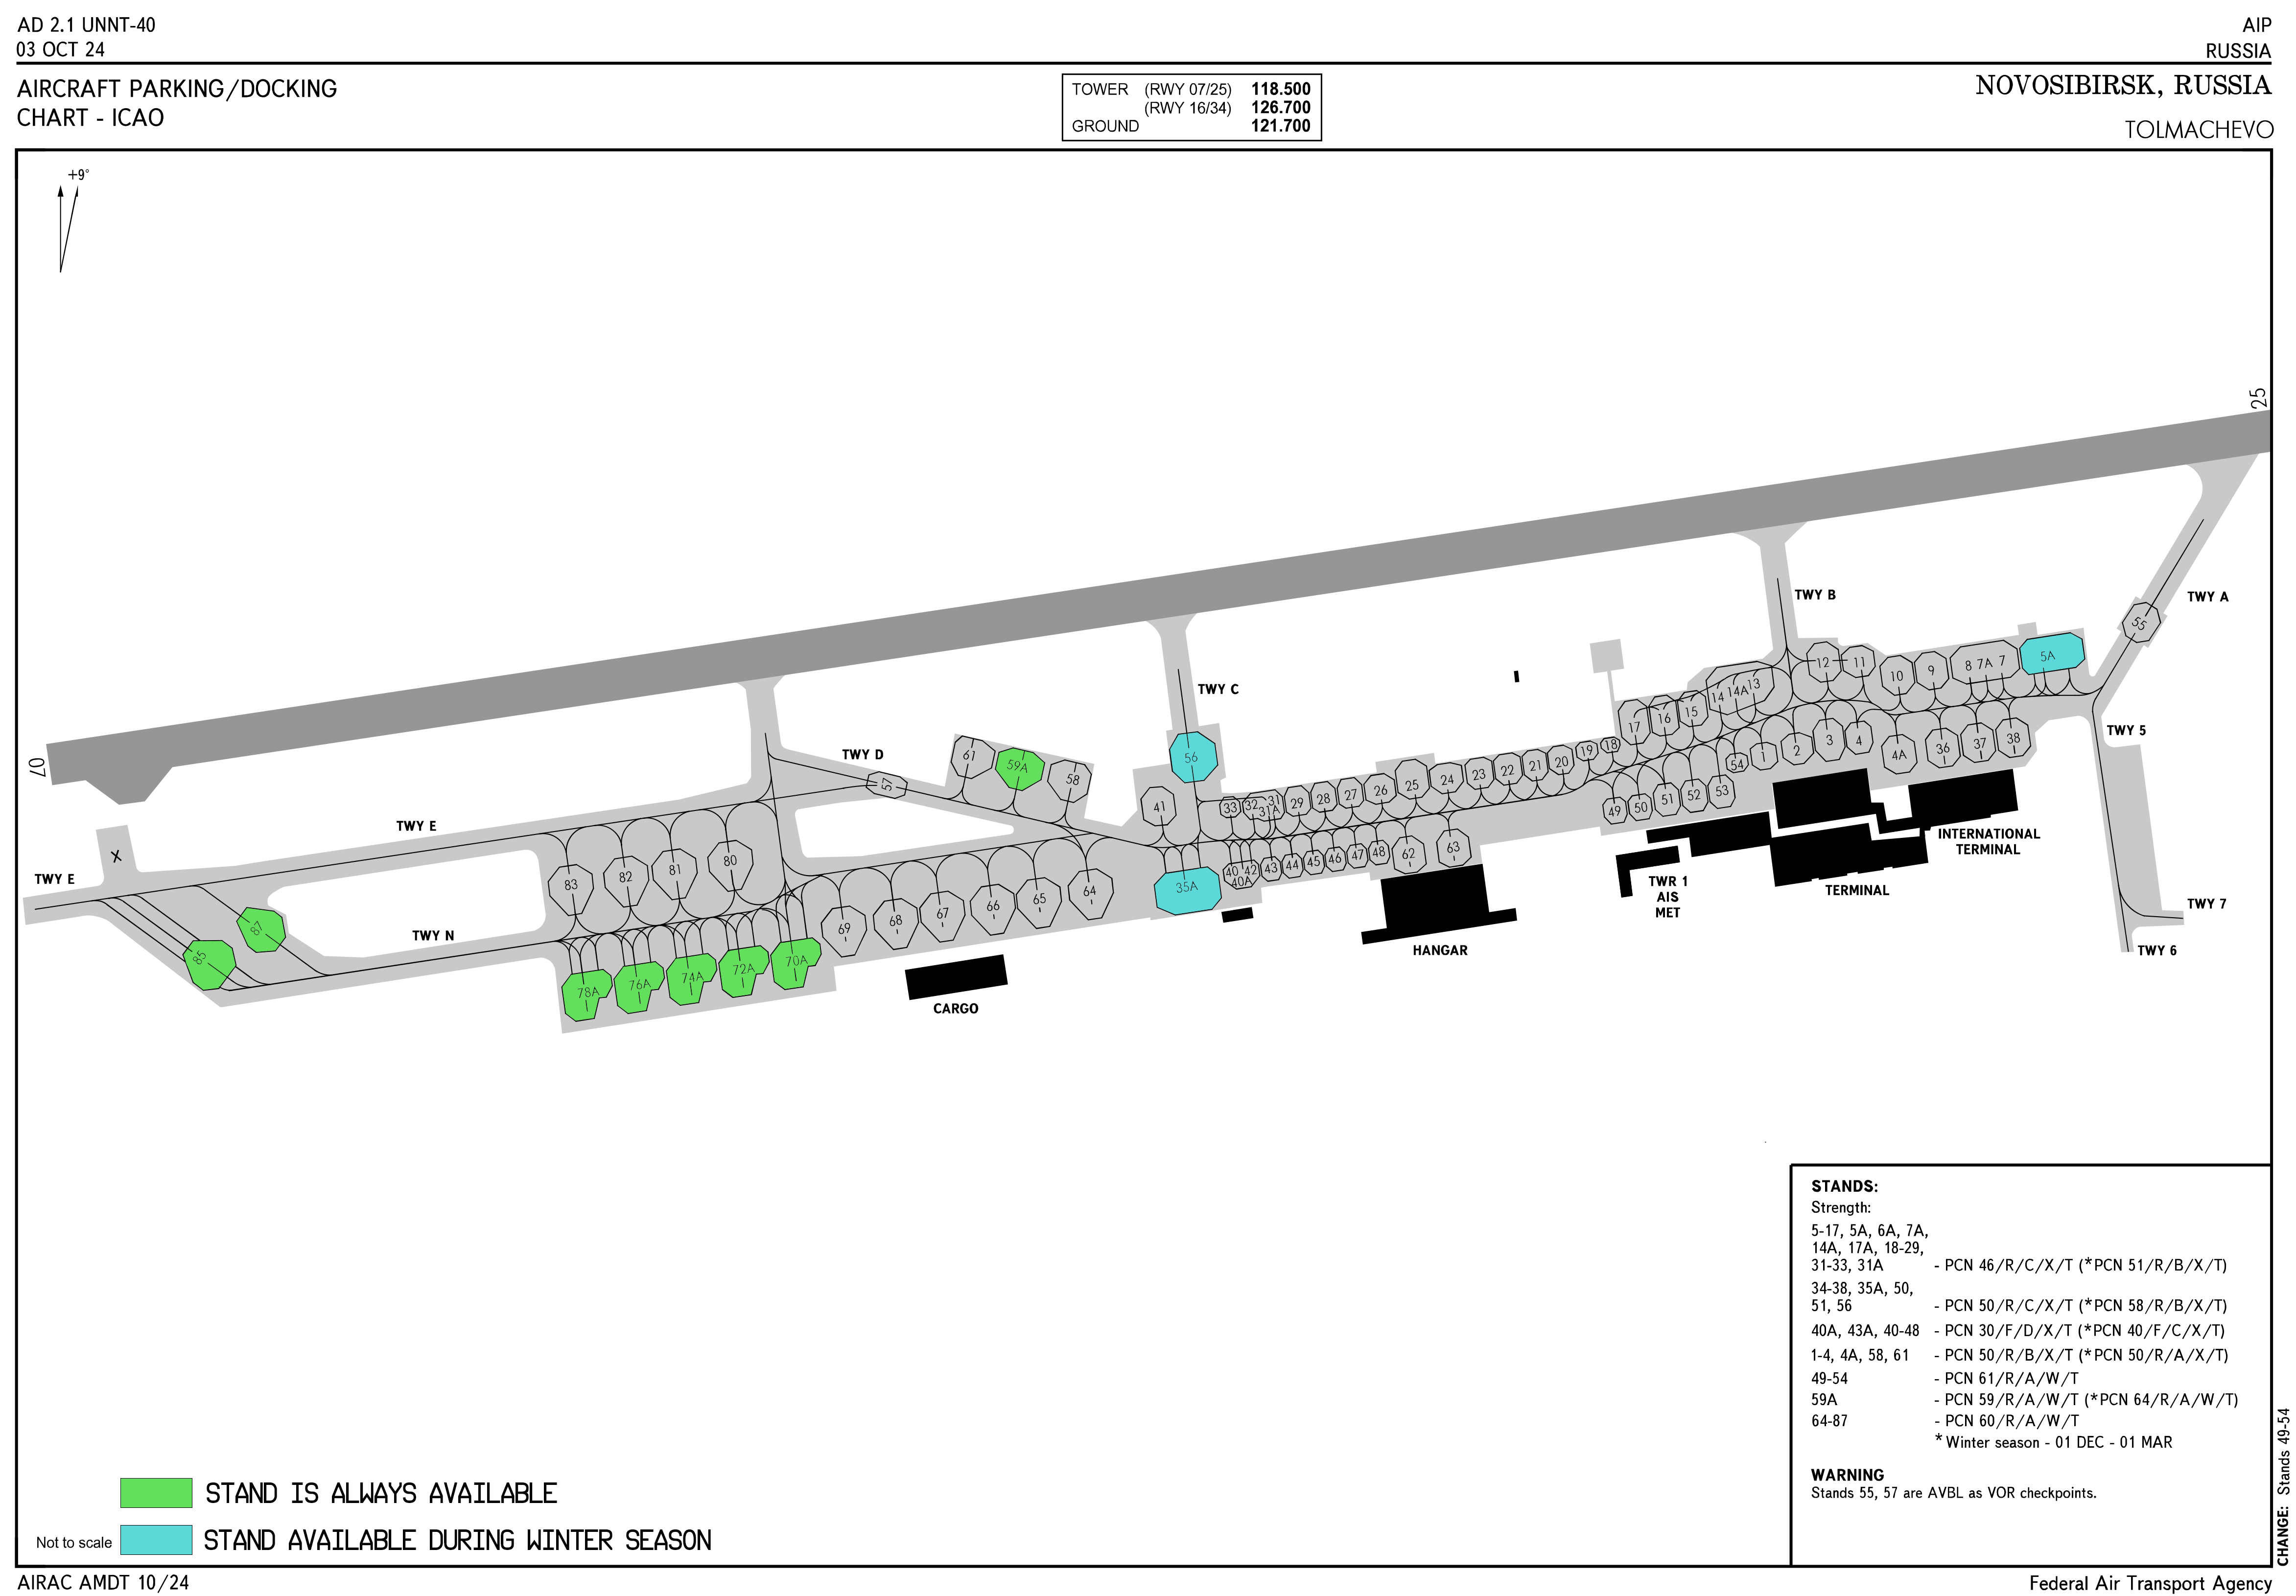 AD 2.1 UNNT-40
03 OCT 24
AIP
RUSSIA
AIRCRAFT PARKING/DOCKING
CHART - ICAO
TOWER (RWY 07/25) 118.500
(RWY 16/34) 126.700
GROUND 121.700
NOVOSIBIRSK, RUSSIA
TOLMACHEVO
+9°
25
07
TWY A
TWY B
TWY C
TWY D
TWY E
TWY E
TWY N
TWY 5
TWY 7
TWY 6
X
55
5A
7
7A
8
9
10
11
12
13
14A
14
15
16
17
18
19
20
21
22
23
24
25
26
27
28
29
31
31A
32
33
56
41
35A
58
59A
61
57
38
37
36
4A
4
3
2
1
54
53
52
51
50
49
63
62
48
47
46
45
44
43
42
40
40A
64
65
66
67
68
69
70A
72A
74A
76A
78A
80
81
82
83
87
85
INTERNATIONAL
TERMINAL
TERMINAL
TWR 1
AIS
MET
HANGAR
CARGO
STANDS:
Strength:
5-17, 5A, 6A, 7A,
14A, 17A, 18-29,
31-33, 31A - PCN 46/R/C/X/T (*PCN 51/R/B/X/T)
34-38, 35A, 50,
51, 56 - PCN 50/R/C/X/T (*PCN 58/R/B/X/T)
40A, 43A, 40-48 - PCN 30/F/D/X/T (*PCN 40/F/C/X/T)
1-4, 4A, 58, 61 - PCN 50/R/B/X/T (*PCN 50/R/A/X/T)
49-54 - PCN 61/R/A/W/T
59A - PCN 59/R/A/W/T (*PCN 64/R/A/W/T)
64-87 - PCN 60/R/A/W/T
* Winter season - 01 DEC - 01 MAR
WARNING
Stands 55, 57 are AVBL as VOR checkpoints.
CHANGE: Stands 49-54
STAND IS ALWAYS AVAILABLE
Not to scale
STAND AVAILABLE DURING WINTER SEASON
AIRAC AMDT 10/24
Federal Air Transport Agency